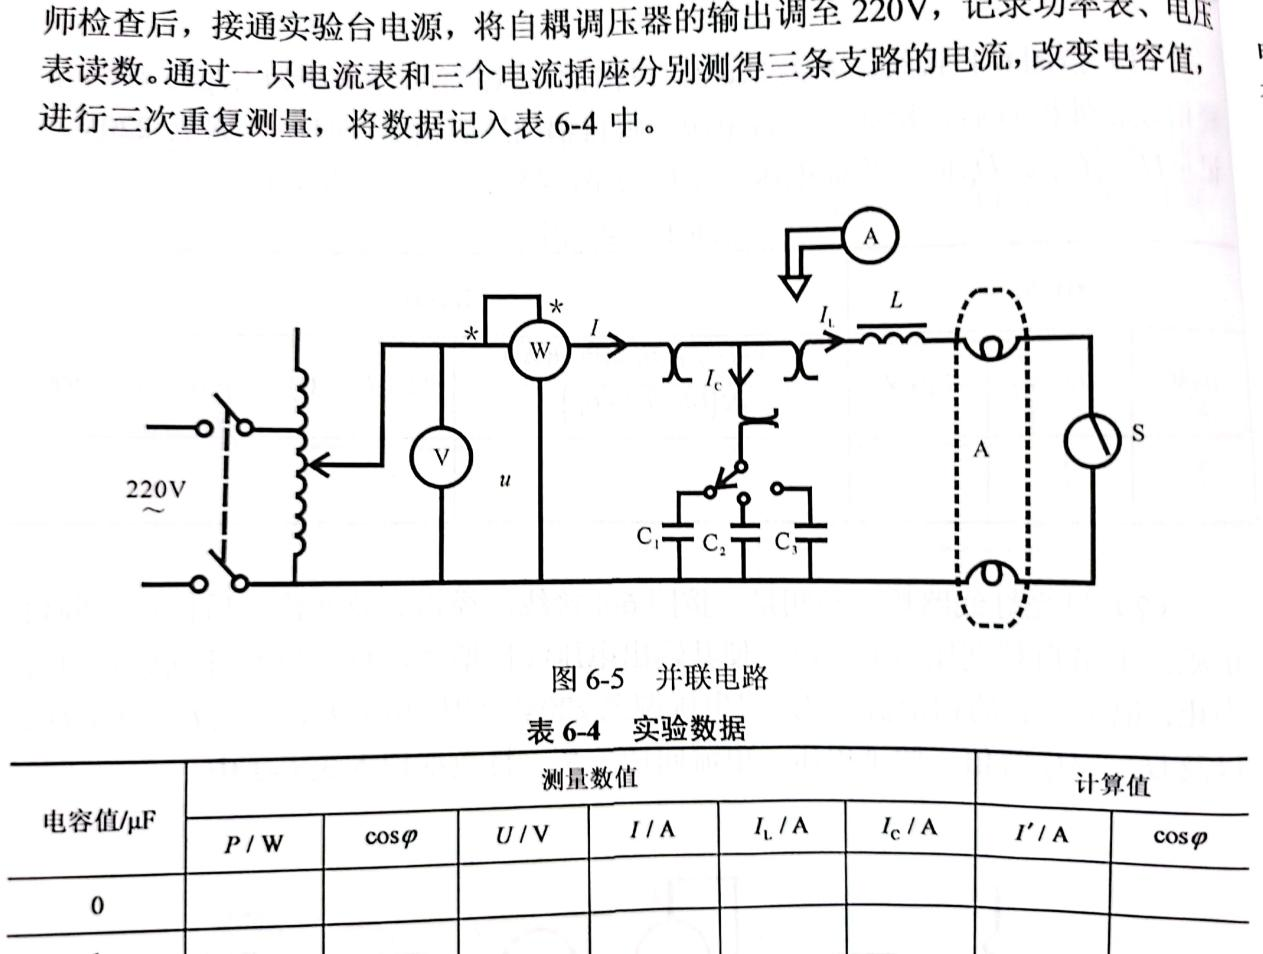 师检查后，接通实验台电源，将自耦调压器的输出调至 220V，记录功率表、电压
表读数。通过一只电流表和三个电流插座分别测得三条支路的电流，改变电容值，
进行三次重复测量，将数据记入表 6-4 中。
A
* * W I
I_L L
I_C
220V
~
V u
A S
C₁ C₂ C₃
图 6-5 并联电路
表 6-4 实验数据
电容值/μF 测量数值 计算值
P / W cosφ U / V I / A I_L / A I_C / A I′ / A cosφ
0